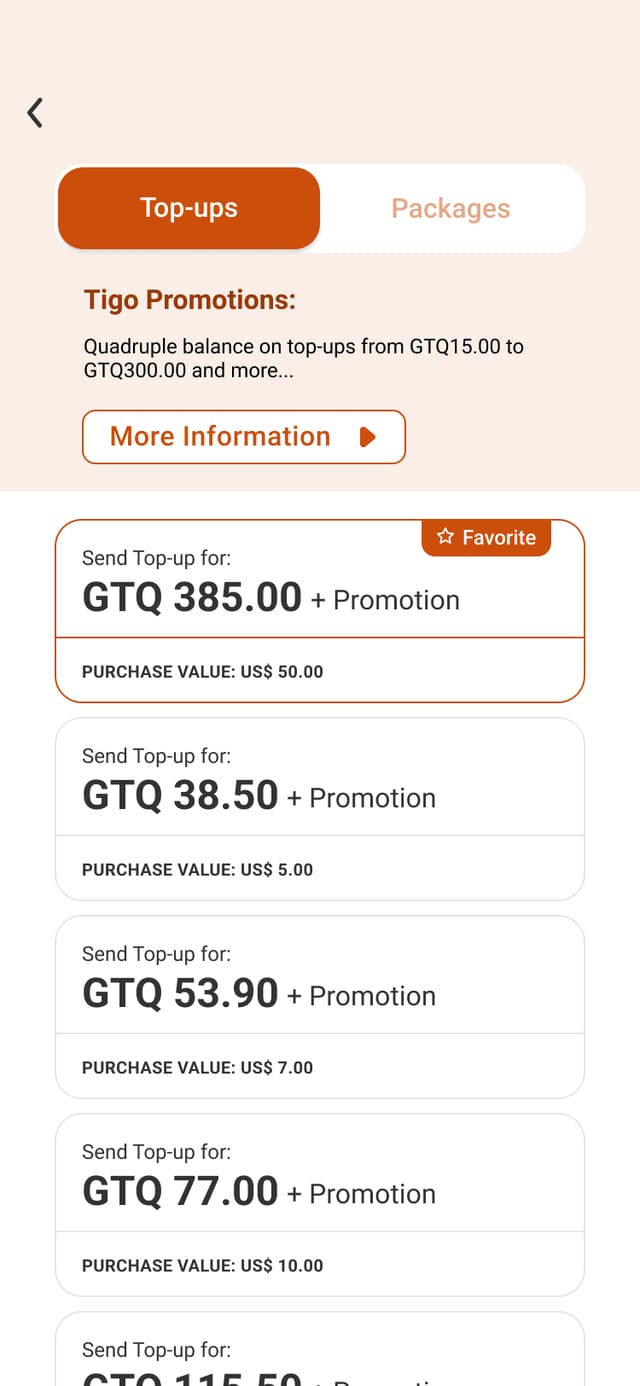 Top-ups
Packages
Tigo Promotions:
Quadruple balance on top-ups from GTQ15.00 to
GTQ300.00 and more...
More Information
Favorite
Send Top-up for:
GTQ 385.00 + Promotion
PURCHASE VALUE: US$ 50.00
Send Top-up for:
GTQ 38.50 + Promotion
PURCHASE VALUE: US$ 5.00
Send Top-up for:
GTQ 53.90 + Promotion
PURCHASE VALUE: US$ 7.00
Send Top-up for:
GTQ 77.00 + Promotion
PURCHASE VALUE: US$ 10.00
Send Top-up for:
GTQ 115.50 + Promotion